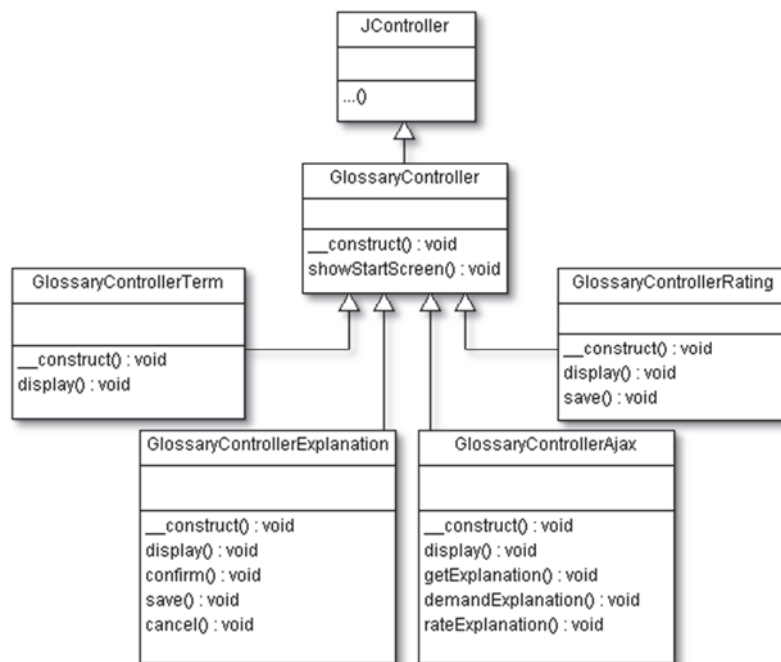 JController
...()
GlossaryController
__construct() : void
showStartScreen() : void
GlossaryControllerTerm
__construct() : void
display() : void
GlossaryControllerRating
__construct() : void
display() : void
save() : void
GlossaryControllerExplanation
__construct() : void
display() : void
confirm() : void
save() : void
cancel() : void
GlossaryControllerAjax
__construct() : void
display() : void
getExplanation() : void
demandExplanation() : void
rateExplanation() : void